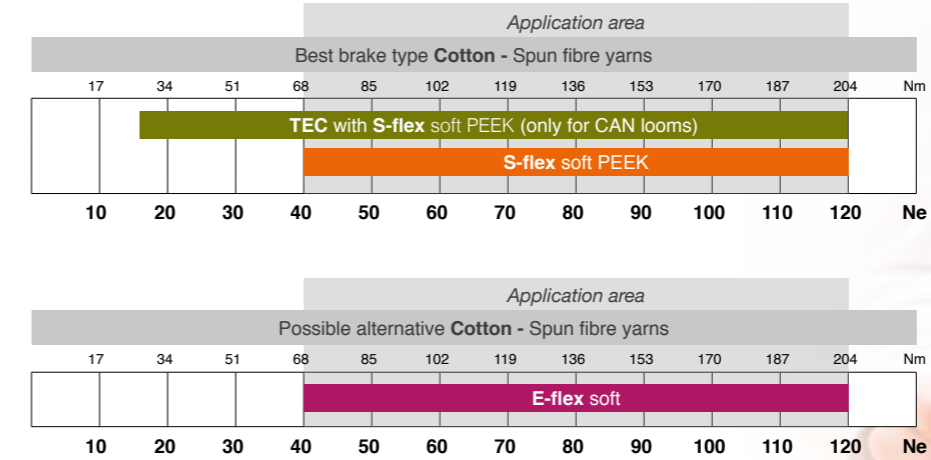 Application area
Best brake type Cotton - Spun fibre yarns
17 34 51 68 85 102 119 136 153 170 187 204 Nm
TEC with S-flex soft PEEK (only for CAN looms)
S-flex soft PEEK
10 20 30 40 50 60 70 80 90 100 110 120 Ne
Application area
Possible alternative Cotton - Spun fibre yarns
17 34 51 68 85 102 119 136 153 170 187 204 Nm
E-flex soft
10 20 30 40 50 60 70 80 90 100 110 120 Ne